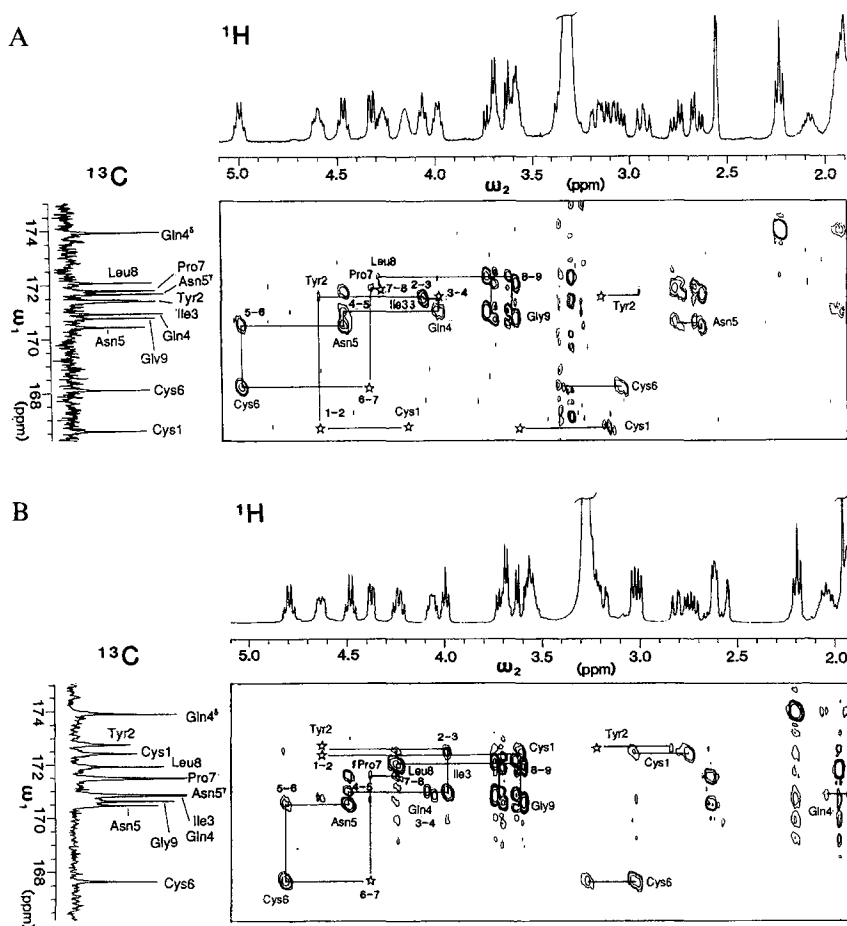 A
¹H
5.0 4.5 4.0 3.5 3.0 2.5 2.0
ω₂ (ppm)
¹³C
174
172
170
168
ω₁
(ppm)
Gln4δ
Leu8
Pro7
Asn5γ
Tyr2
Ile3
Gln4
Gly9
Asn5
Cys6
Cys1
Leu8
Tyr2 Pro7 7-8 2-3 3-4 8-9
Tyr2
5-6 4-5 Ile3
Asn5 Gln4 Gly9 Asn5
Cys6 6-7 Cys6
1-2 Cys1 Cys1
B
¹H
5.0 4.5 4.0 3.5 3.0 2.5 2.0
ω₂ (ppm)
¹³C
174
172
170
168
ω₁
(ppm)
Gln4δ
Tyr2
Cys1
Leu8
Pro7
Asn5γ
Ile3
Gln4
Gly9
Asn5
Cys6
Tyr2 2-3 Cys1 Tyr2
1-2 Cys1
Pro7 Leu8 8-9
7-8 Ile3
5-6 4-5
Asn5 Gln4 Gly9 Gln4
3-4
Cys6 6-7 Cys6